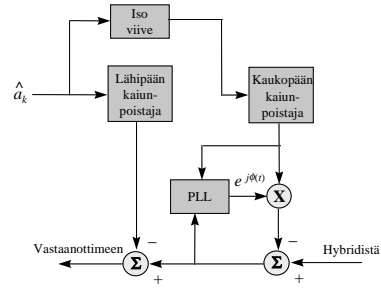 Iso
viive
â_k
Lähipään
kaiun-
poistaja
Kaukopään
kaiun-
poistaja
PLL
e^{jϕ(t)}
X
Vastaanottimeen
−
Σ
+
−
Σ
+
Hybridistä